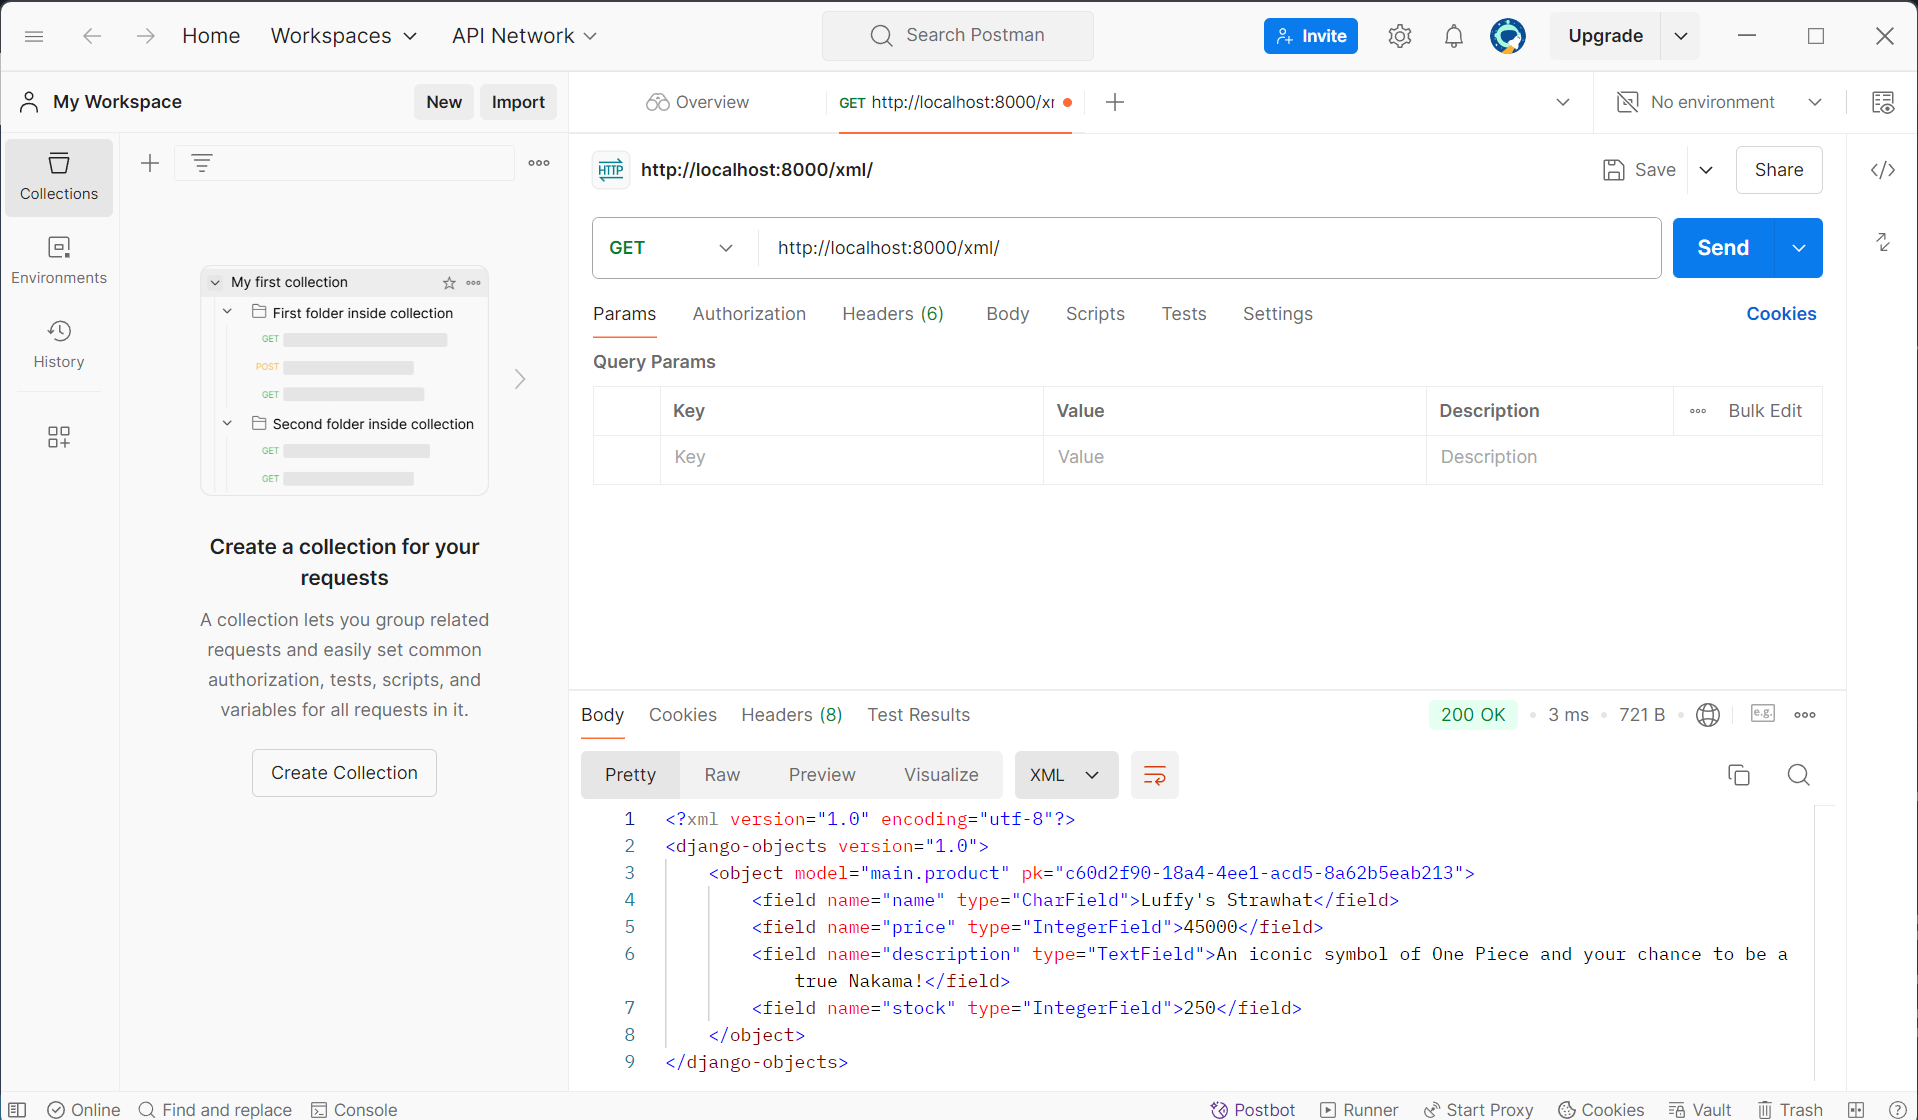 Home Workspaces API Network Search Postman Invite Upgrade
My Workspace New Import Overview GET http://localhost:8000/x No environment
Collections
Environments
History
My first collection
First folder inside collection
GET
POST
GET
Second folder inside collection
GET
GET
Create a collection for your
requests
A collection lets you group related
requests and easily set common
authorization, tests, scripts, and
variables for all requests in it.
Create Collection
HTTP http://localhost:8000/xml/ Save Share
GET http://localhost:8000/xml/ Send
Params Authorization Headers (6) Body Scripts Tests Settings Cookies
Query Params
Key Value Description Bulk Edit
Key Value Description
Body Cookies Headers (8) Test Results 200 OK 3 ms 721 B e.g.
Pretty Raw Preview Visualize XML
1 <?xml version="1.0" encoding="utf-8"?>
2 <django-objects version="1.0">
3 <object model="main.product" pk="c60d2f90-18a4-4ee1-acd5-8a62b5eab213">
4 <field name="name" type="CharField">Luffy's Strawhat</field>
5 <field name="price" type="IntegerField">45000</field>
6 <field name="description" type="TextField">An iconic symbol of One Piece and your chance to be a
true Nakama!</field>
7 <field name="stock" type="IntegerField">250</field>
8 </object>
9 </django-objects>
Online Find and replace Console Postbot Runner Start Proxy Cookies Vault Trash